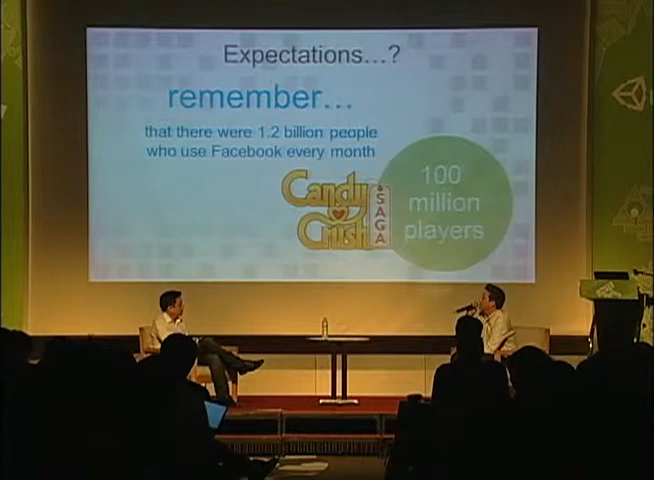 Expectations...?
remember...
that there were 1.2 billion people
who use Facebook every month
Candy
Crush
SAGA
100
million
players